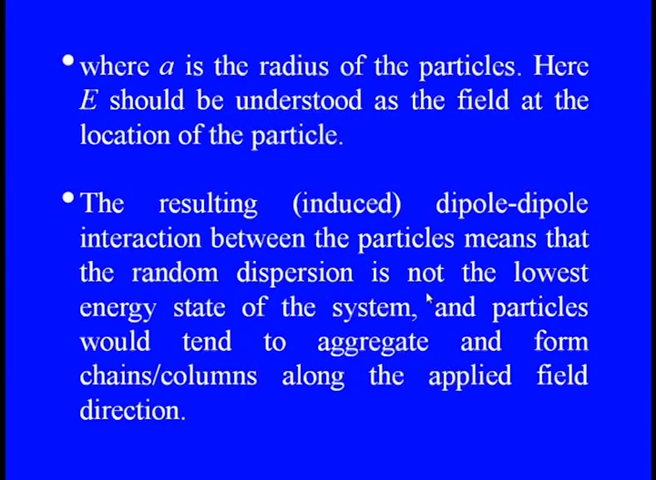 • where a is the radius of the particles. Here
E should be understood as the field at the
location of the particle.
• The resulting (induced) dipole-dipole
interaction between the particles means that
the random dispersion is not the lowest
energy state of the system, and particles
would tend to aggregate and form
chains/columns along the applied field
direction.